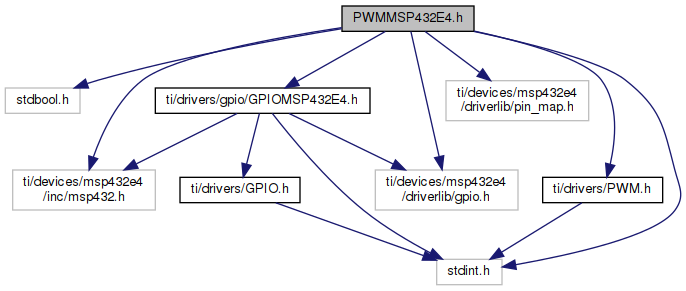 PWMMSP432E4.h
stdbool.h
ti/drivers/gpio/GPIOMSP432E4.h
ti/devices/msp432e4
/driverlib/pin_map.h
ti/devices/msp432e4
/inc/msp432.h
ti/drivers/GPIO.h
ti/devices/msp432e4
/driverlib/gpio.h
ti/drivers/PWM.h
stdint.h